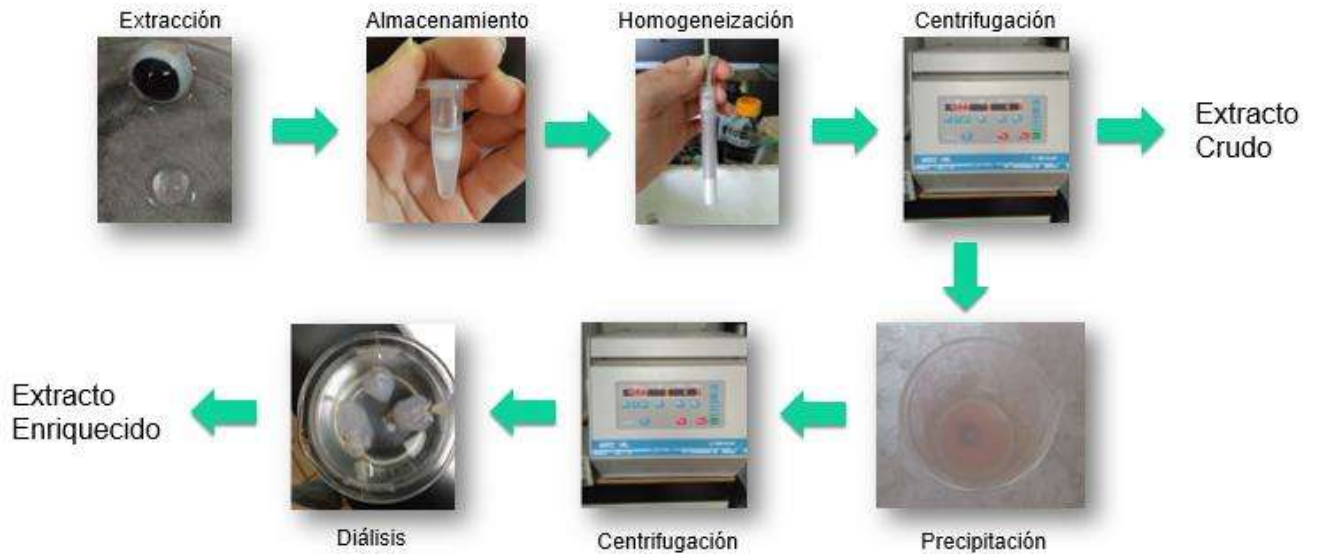 Extracción
Almacenamiento
Homogeneización
Centrifugación
Extracto
Crudo
Extracto
Enriquecido
Diálisis
Centrifugación
Precipitación